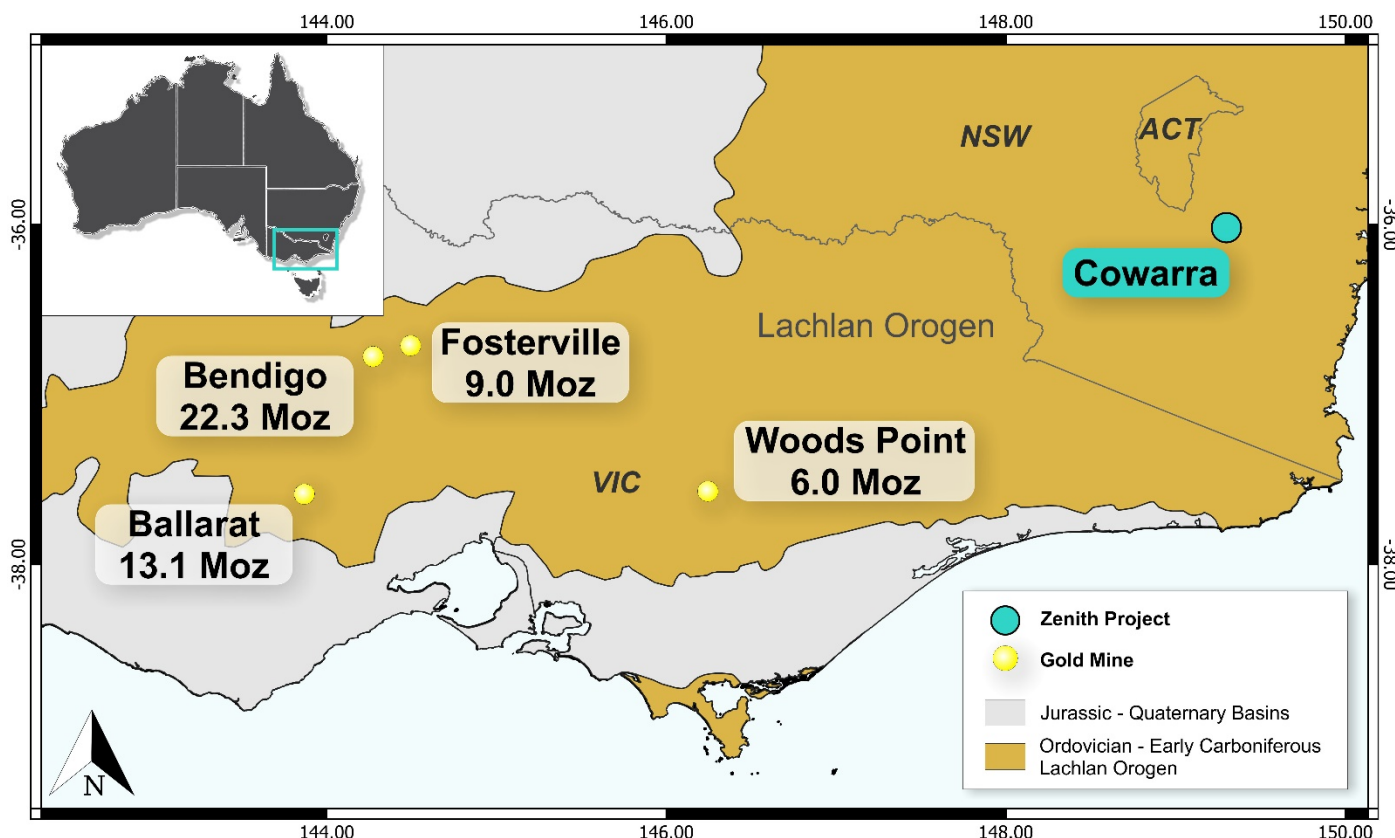 144.00
146.00
148.00
150.00
-36.00
-38.00
-36.00
-38.00
NSW
ACT
Cowarra
Lachlan Orogen
Fosterville
9.0 Moz
Bendigo
22.3 Moz
Woods Point
6.0 Moz
VIC
Ballarat
13.1 Moz
Zenith Project
Gold Mine
Jurassic - Quaternary Basins
Ordovician - Early Carboniferous
Lachlan Orogen
N
144.00
146.00
148.00
150.00